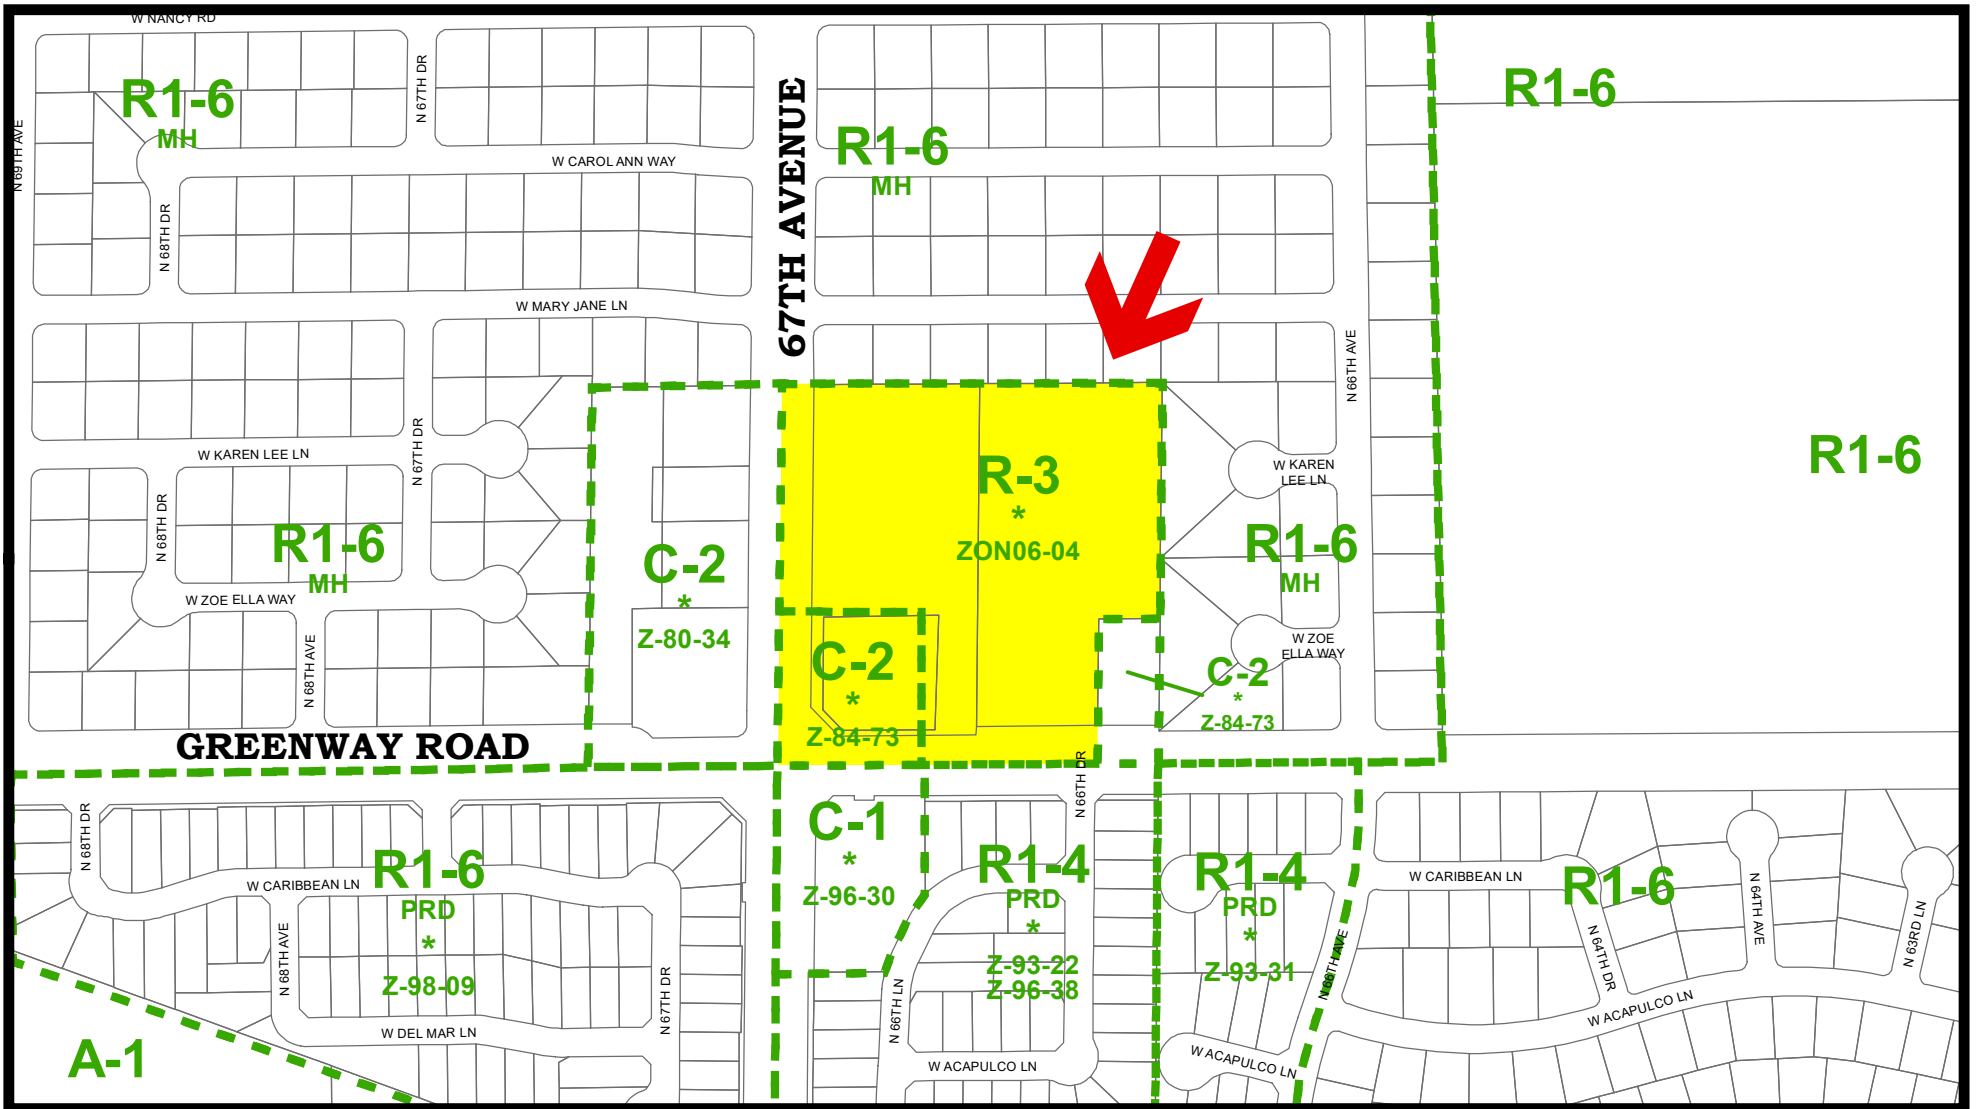 W NANCY RD
N 69TH AVE
R1-6
MH
N 67TH DR
W CAROL ANN WAY
N 68TH DR
67TH AVENUE
R1-6
MH
R1-6
W MARY JANE LN
N 66TH AVE
W KAREN LEE LN
N 67TH DR
N 68TH DR
R1-6
MH
W ZOE ELLA WAY
N 68TH AVE
C-2
*
Z-80-34
R-3
*
ZON06-04
C-2
*
Z-84-73
W KAREN
LEE LN
R1-6
MH
W ZOE
ELLA WAY
C-2
*
Z-84-73
R1-6
GREENWAY ROAD
N 66TH DR
N 68TH DR
W CARIBBEAN LN
R1-6
PRD
*
Z-98-09
N 68TH AVE
W DEL MAR LN
N 67TH DR
A-1
C-1
*
Z-96-30
N 66TH LN
R1-4
PRD
*
Z-93-22
Z-96-38
W ACAPULCO LN
R1-4
PRD
*
Z-93-31
W ACAPULCO LN
N 66TH AVE
W CARIBBEAN LN
R1-6
N 64TH DR
W ACAPULCO LN
N 64TH AVE
N 63RD LN